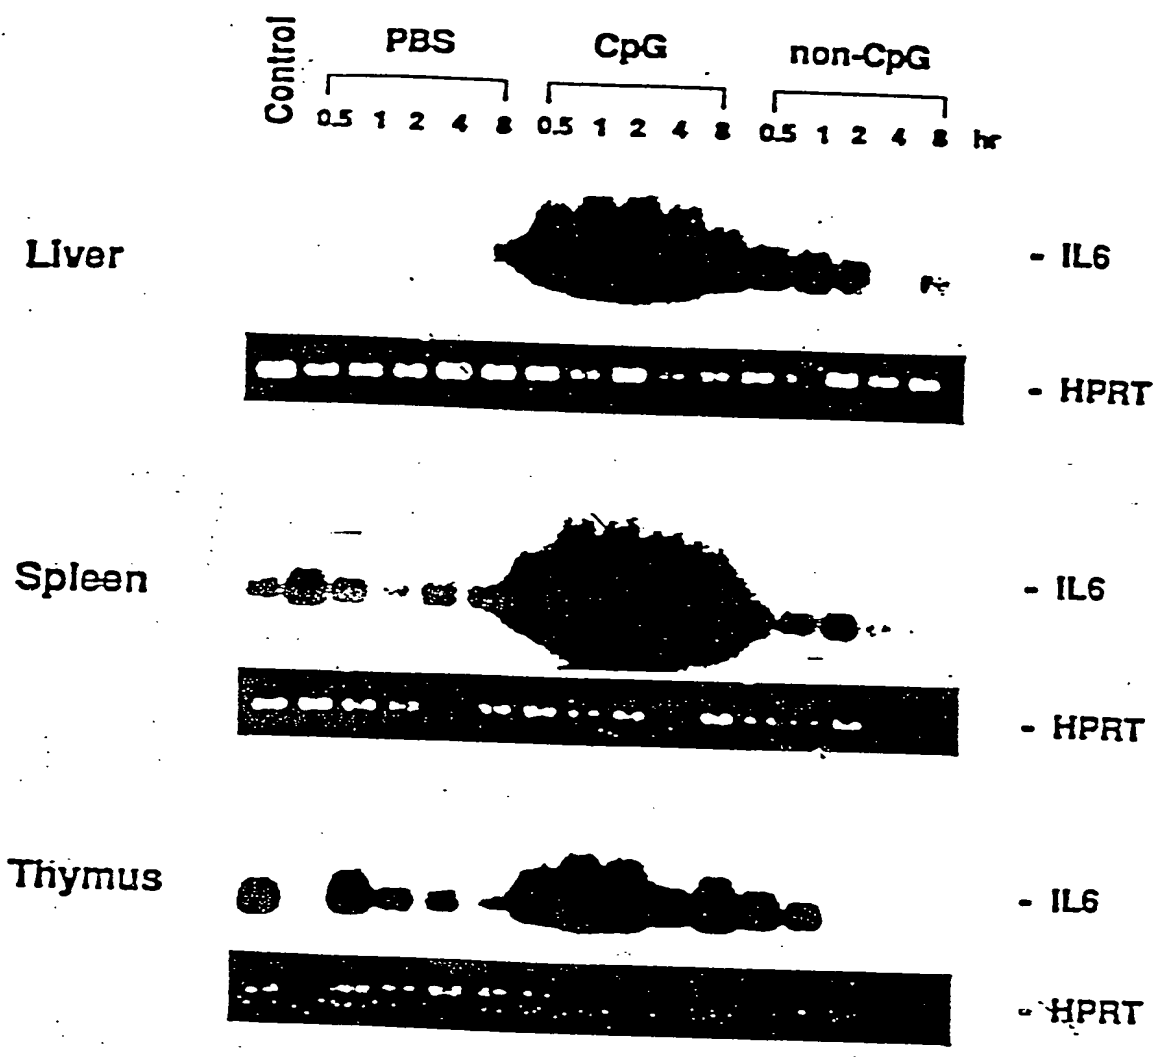 Control PBS CpG non-CpG
0.5 1 2 4 8 0.5 1 2 4 8 0.5 1 2 4 8 hr
Liver - IL6
- HPRT
Spleen - IL6
- HPRT
Thymus - IL6
- HPRT